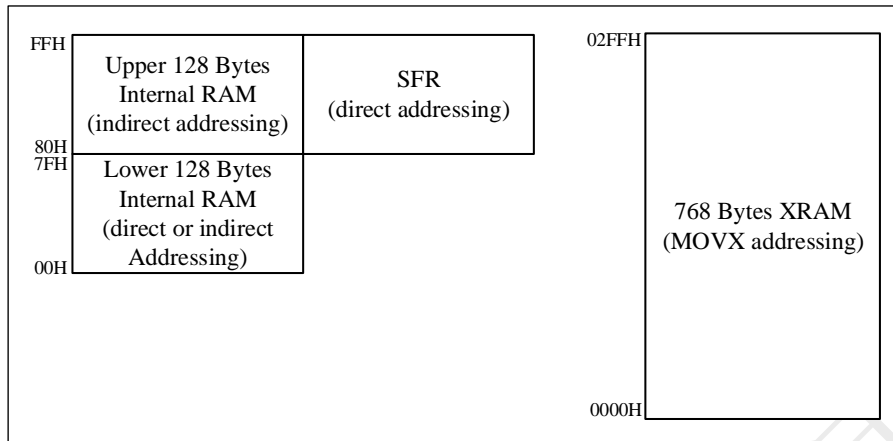 FFH
Upper 128 Bytes
Internal RAM
(indirect addressing)
80H
7FH
Lower 128 Bytes
Internal RAM
(direct or indirect
Addressing)
00H
SFR
(direct addressing)
02FFH
768 Bytes XRAM
(MOVX addressing)
0000H